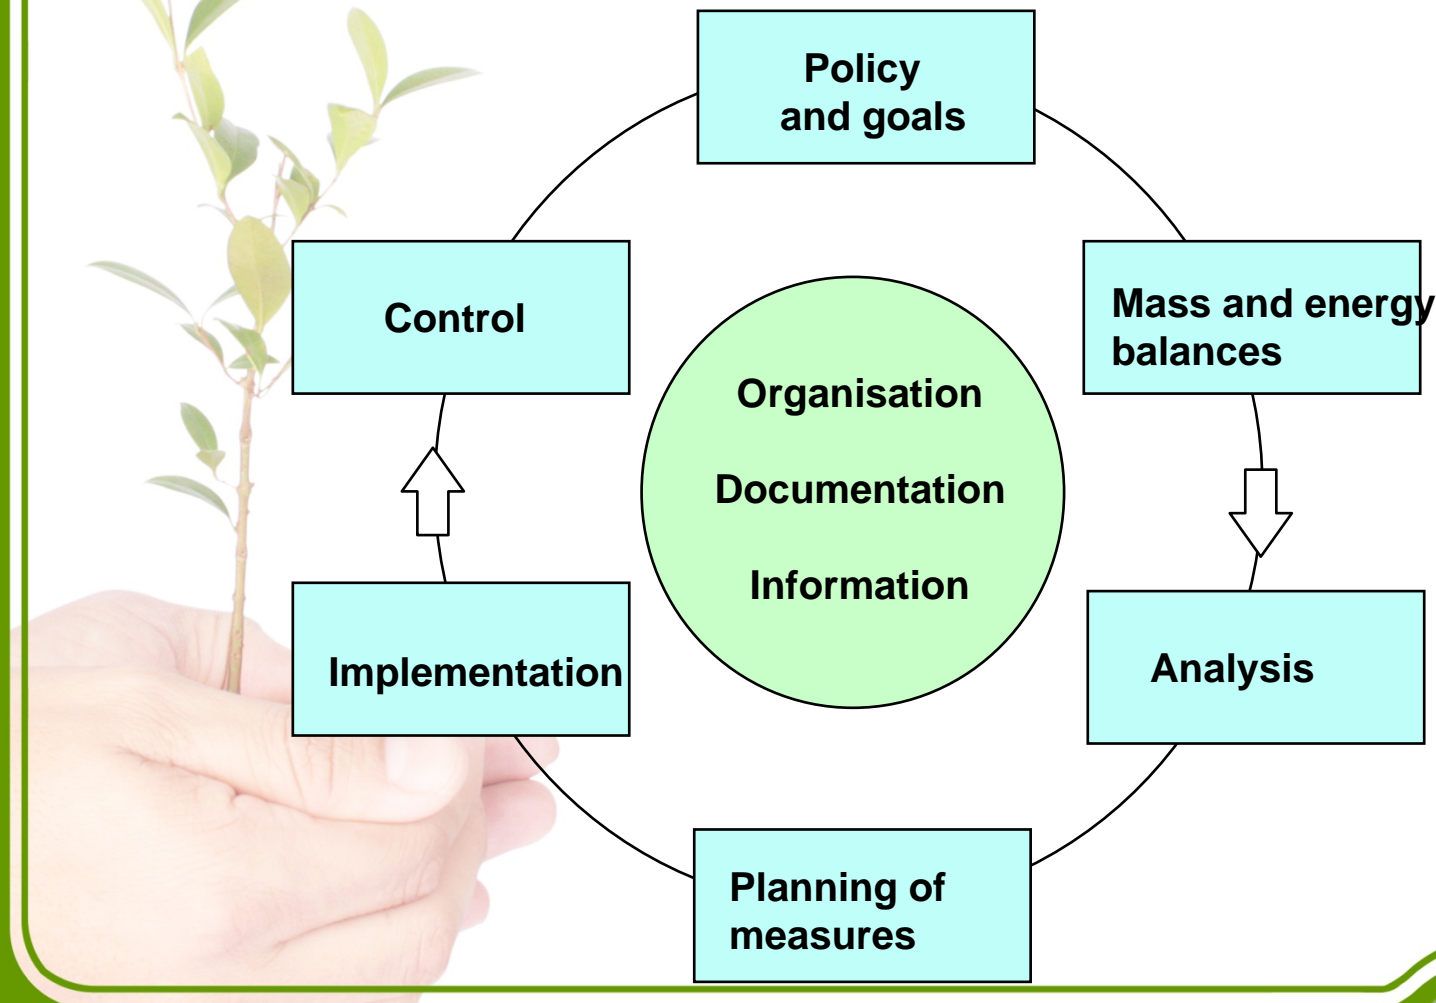 Policy
and goals
Mass and energy
balances
Control
Organisation
Documentation
Information
Implementation
Analysis
Planning of
measures